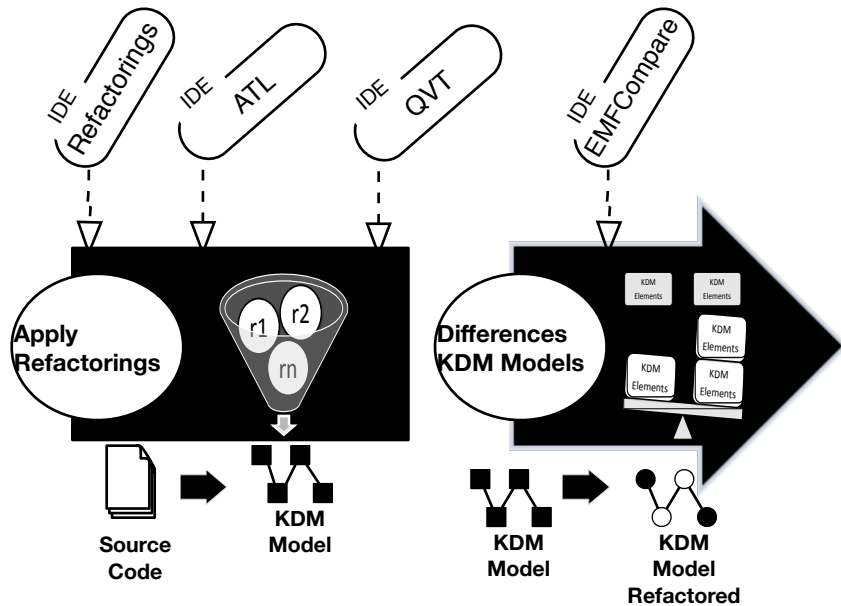 IDE
Refactorings
IDE
ATL
IDE
QVT
IDE
EMFCompare
Apply
Refactorings
r1
r2
rn
Differences
KDM Models
KDM
Elements
KDM
Elements
KDM
Elements
KDM
Elements
KDM
Elements
Source
Code
KDM
Model
KDM
Model
KDM
Model
Refactored